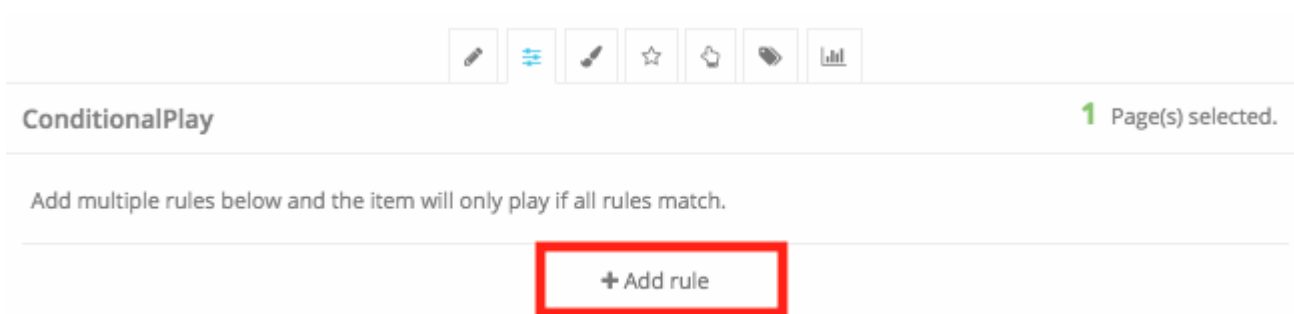 ConditionalPlay
1 Page(s) selected.
Add multiple rules below and the item will only play if all rules match.
+ Add rule